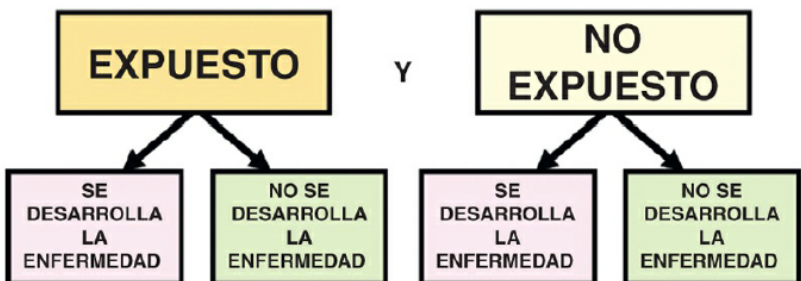 EXPUESTO
Y
NO
EXPUESTO
SE
DESARROLLA
LA
ENFERMEDAD
NO SE
DESARROLLA
LA
ENFERMEDAD
SE
DESARROLLA
LA
ENFERMEDAD
NO SE
DESARROLLA
LA
ENFERMEDAD